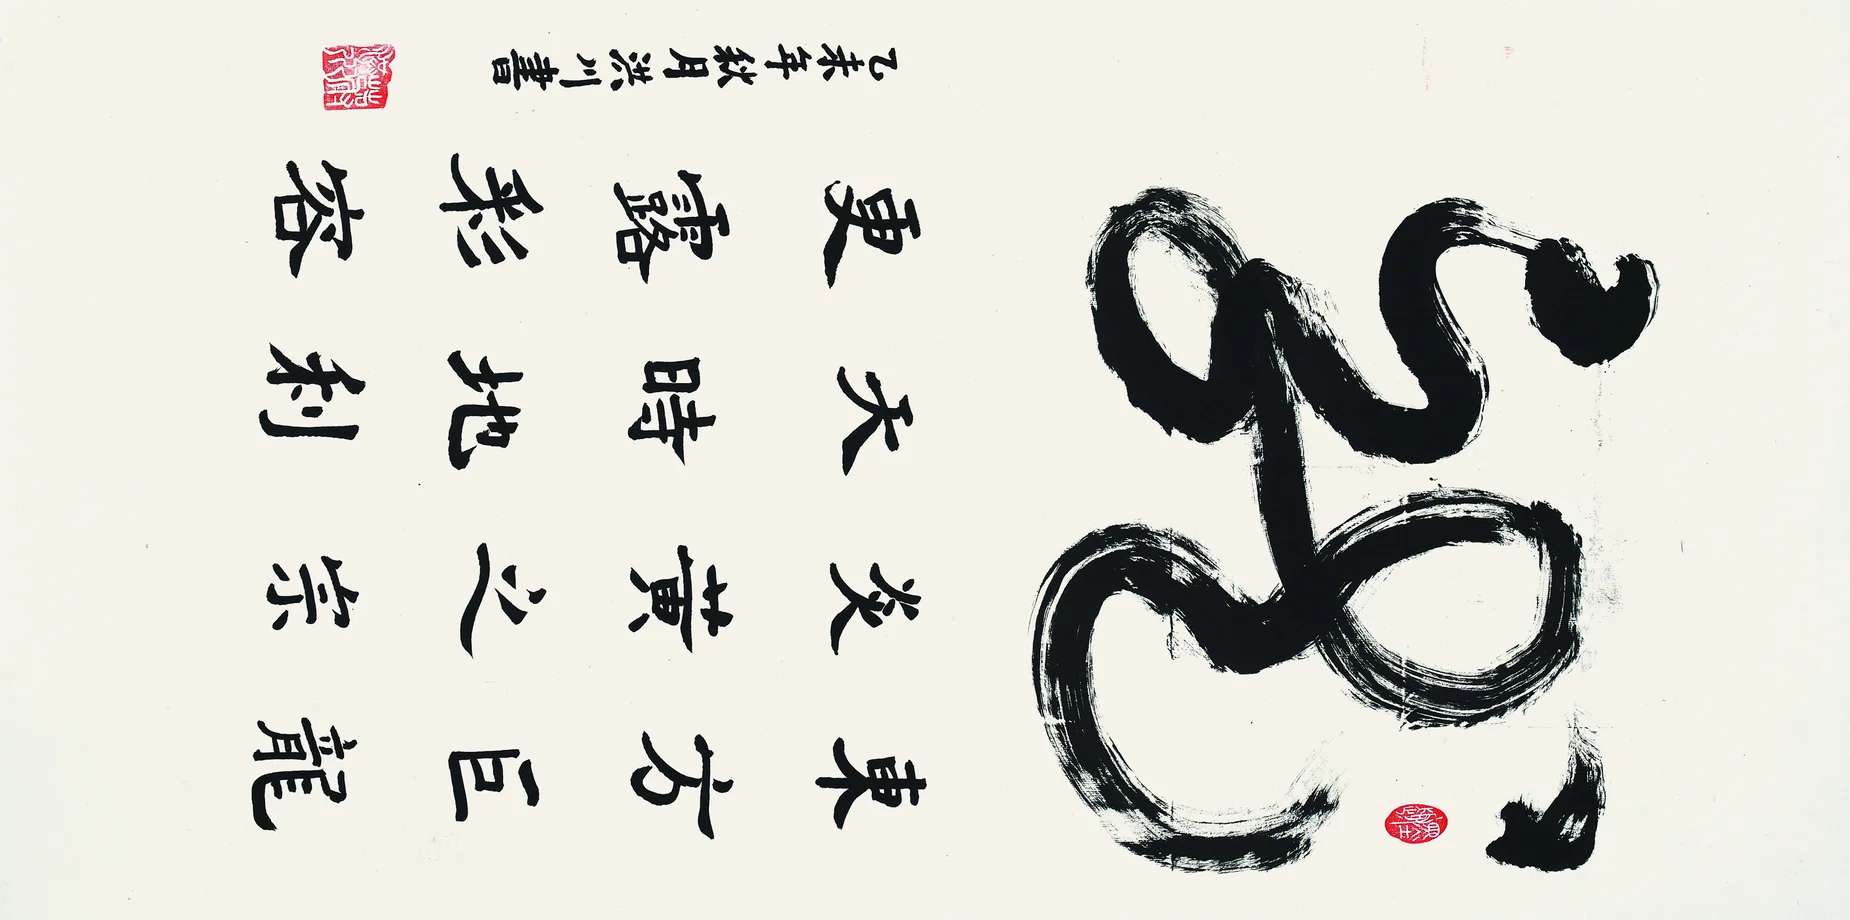 龍
東方巨龍
炎黃之宗
天時地利
更露彩容
乙未年秋月洪川書